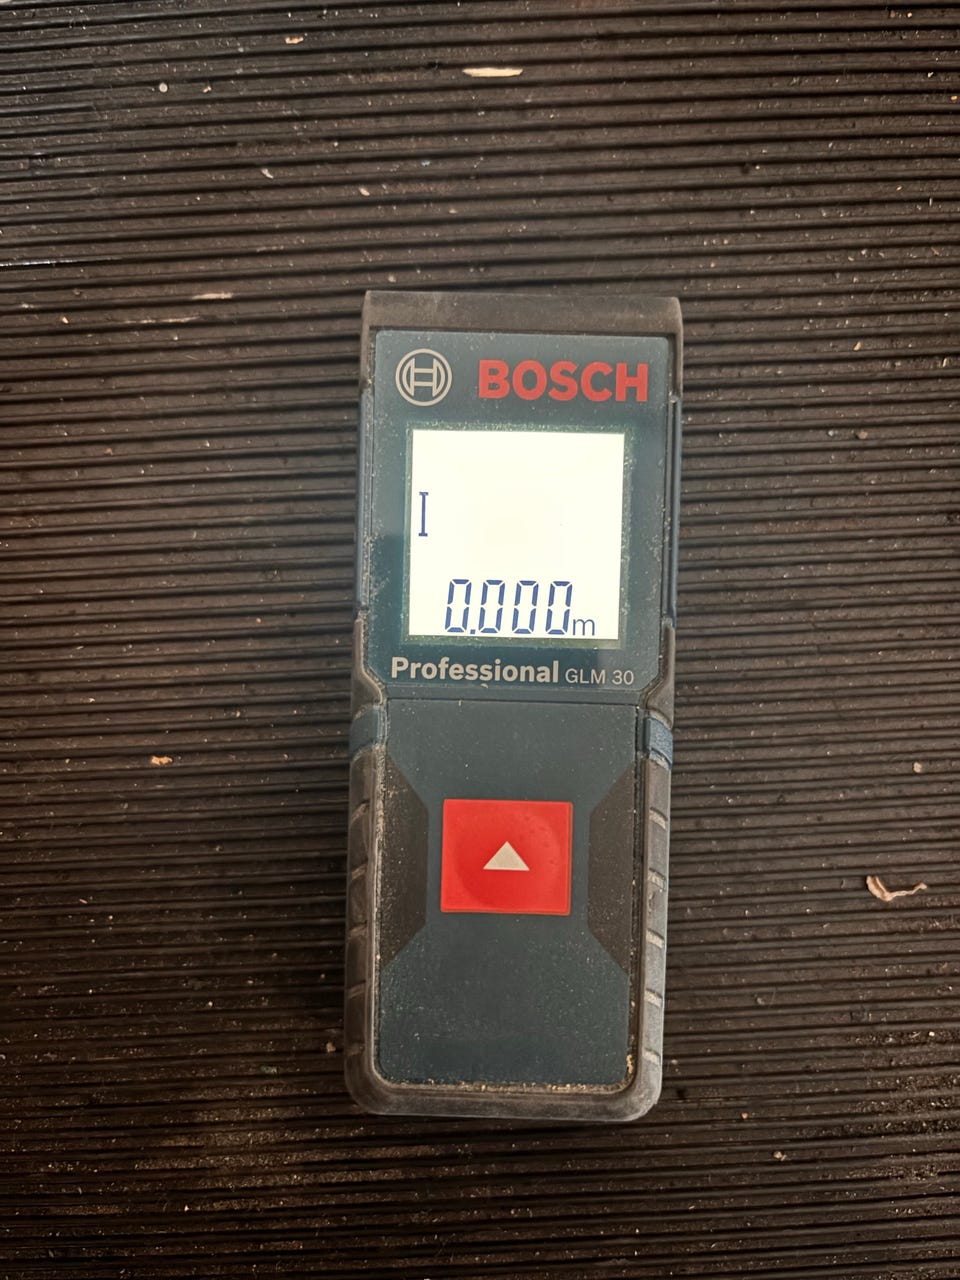 BOSCH
0.000m
Professional GLM 30